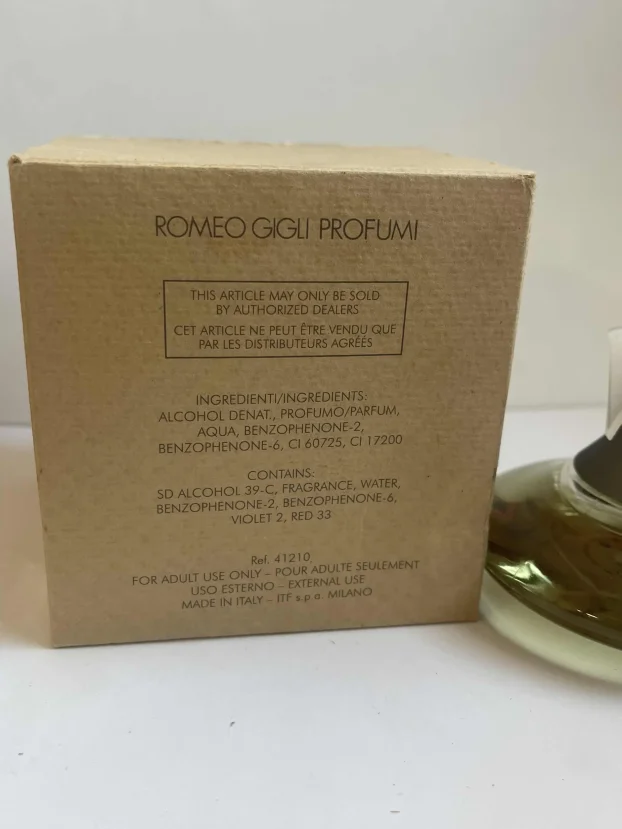 ROMEO GIGLI PROFUMI
THIS ARTICLE MAY ONLY BE SOLD
BY AUTHORIZED DEALERS
CET ARTICLE NE PEUT ÊTRE VENDU QUE
PAR LES DISTRIBUTEURS AGRÉÉS
INGREDIENTI/INGREDIENTS:
ALCOHOL DENAT., PROFUMO/PARFUM,
AQUA, BENZOPHENONE-2,
BENZOPHENONE-6, CI 60725, CI 17200
CONTAINS:
SD ALCOHOL 39-C, FRAGRANCE, WATER,
BENZOPHENONE-2, BENZOPHENONE-6,
VIOLET 2, RED 33
Ref. 41210
FOR ADULT USE ONLY – POUR ADULTE SEULEMENT
USO ESTERNO – EXTERNAL USE
MADE IN ITALY – ITF s.p.a. MILANO